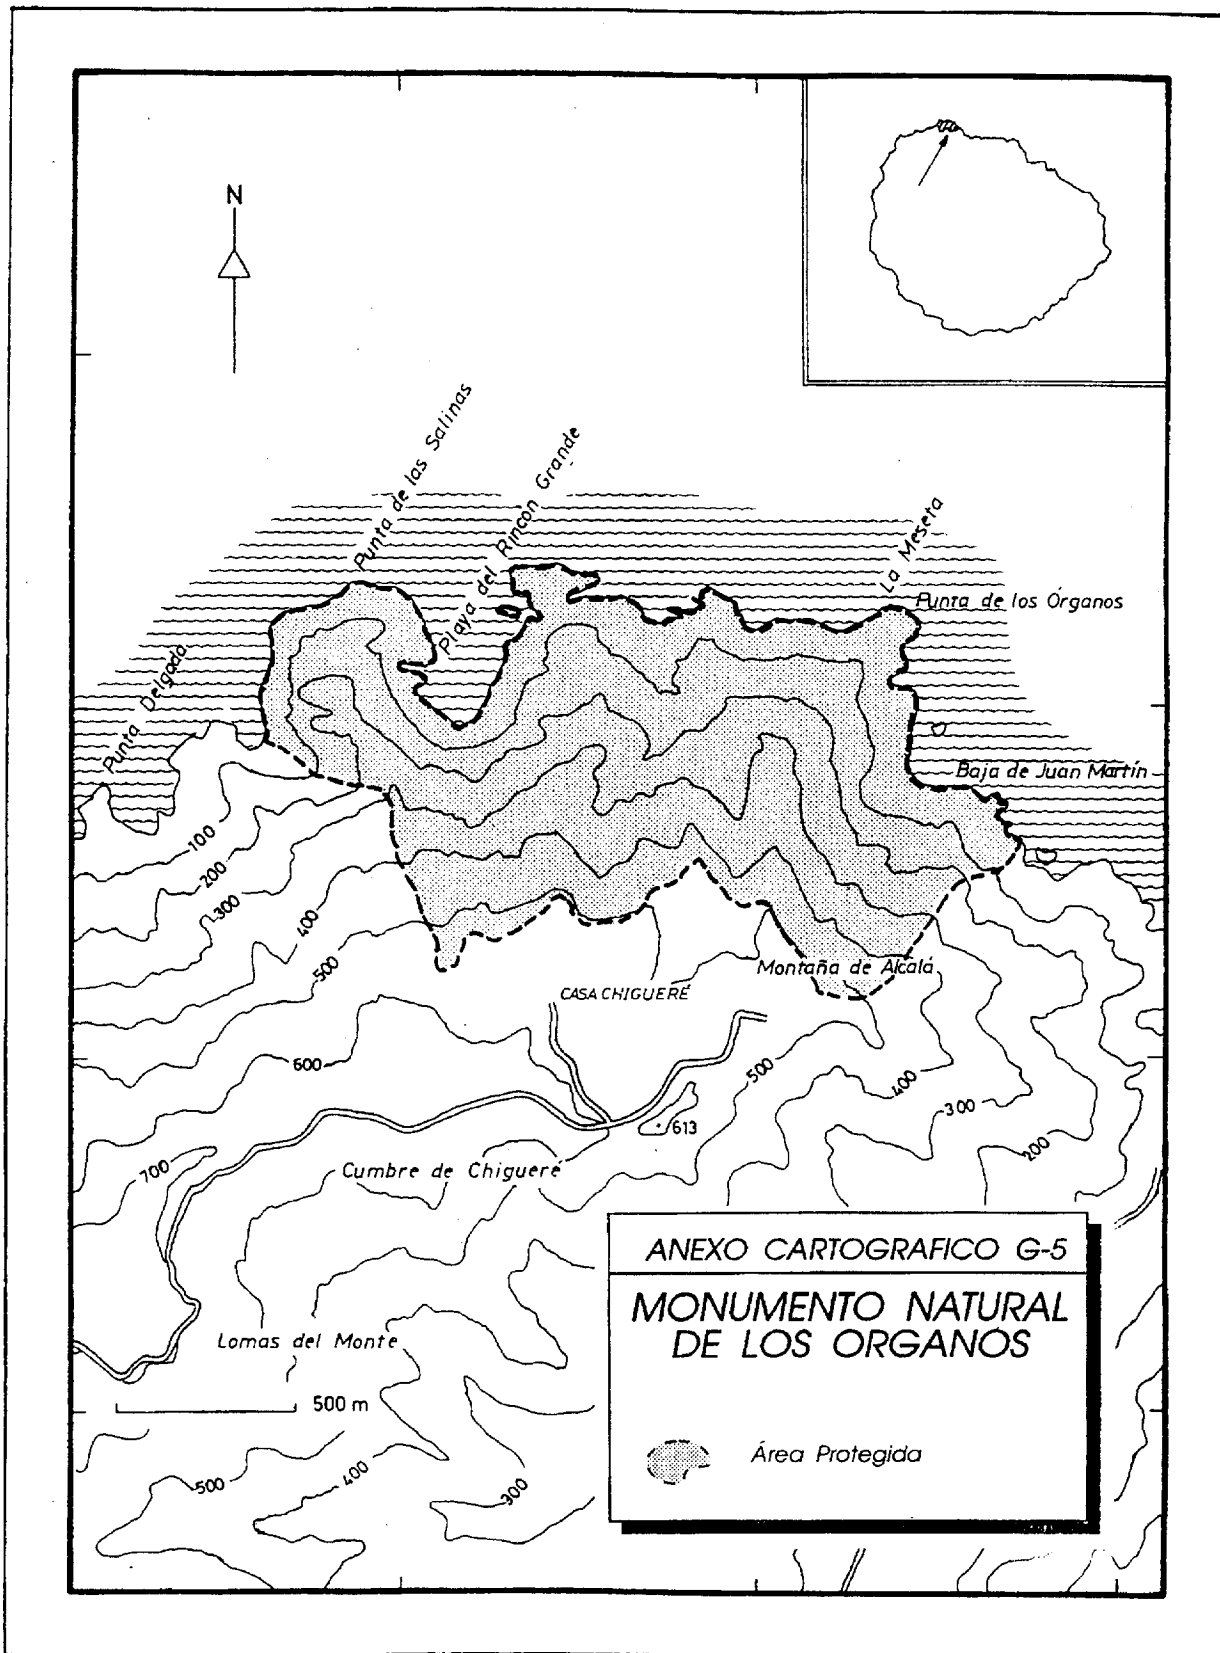 N
Punta de las Salinas
Playa del Rincon Grande
La Meseta
Punta de los Órganos
Punta Delgada
Baja de Juan Martín
100
200
300
400
500
Montaña de Alcalá
CASA CHIGUERÉ
600
500
400
300
613
200
700
Cumbre de Chigueré
ANEXO CARTOGRAFICO G-5
MONUMENTO NATURAL
DE LOS ORGANOS
Lomas del Monte
500 m
Área Protegida
500
400
300